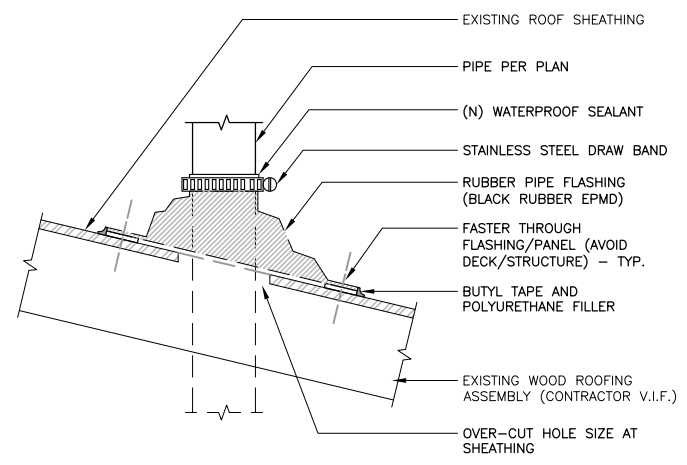 EXISTING ROOF SHEATHING
PIPE PER PLAN
(N) WATERPROOF SEALANT
STAINLESS STEEL DRAW BAND
RUBBER PIPE FLASHING
(BLACK RUBBER EPMD)
FASTER THROUGH
FLASHING/PANEL (AVOID
DECK/STRUCTURE) – TYP.
BUTYL TAPE AND
POLYURETHANE FILLER
EXISTING WOOD ROOFING
ASSEMBLY (CONTRACTOR V.I.F.)
OVER-CUT HOLE SIZE AT
SHEATHING